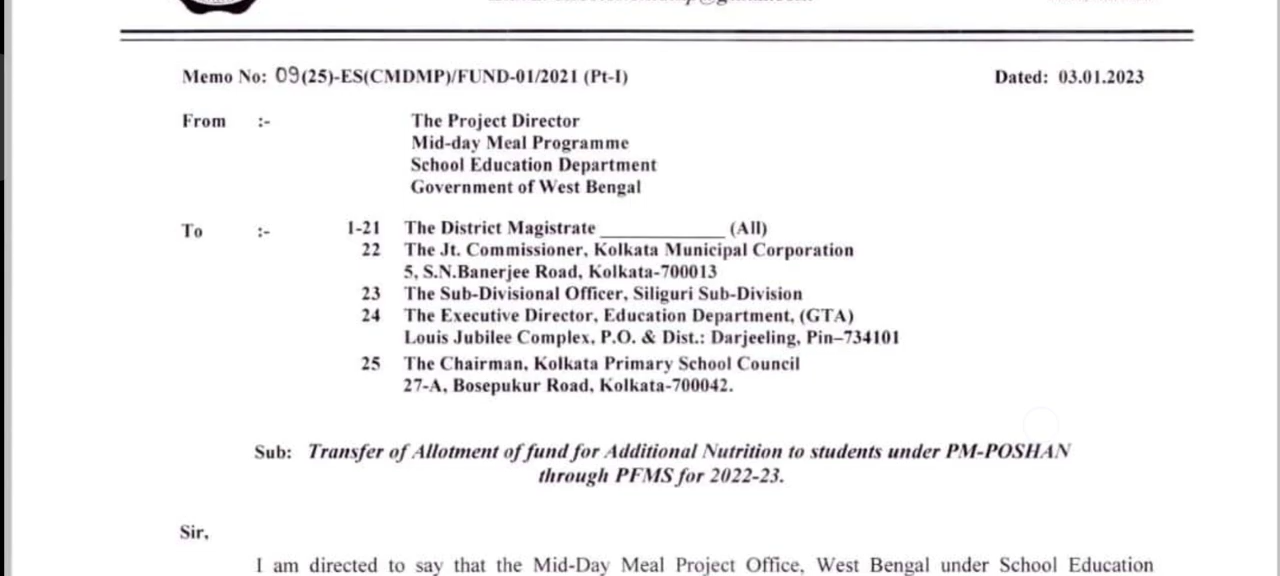 Memo No: 09(25)-ES(CMDMP)/FUND-01/2021 (Pt-I) Dated: 03.01.2023
From :- The Project Director
Mid-day Meal Programme
School Education Department
Government of West Bengal
To :- 1-21 The District Magistrate ____________ (All)
22 The Jt. Commissioner, Kolkata Municipal Corporation
5, S.N.Banerjee Road, Kolkata-700013
23 The Sub-Divisional Officer, Siliguri Sub-Division
24 The Executive Director, Education Department, (GTA)
Louis Jubilee Complex, P.O. & Dist.: Darjeeling, Pin–734101
25 The Chairman, Kolkata Primary School Council
27-A, Bosepukur Road, Kolkata-700042.
Sub: Transfer of Allotment of fund for Additional Nutrition to students under PM-POSHAN
through PFMS for 2022-23.
Sir,
I am directed to say that the Mid-Day Meal Project Office, West Bengal under School Education